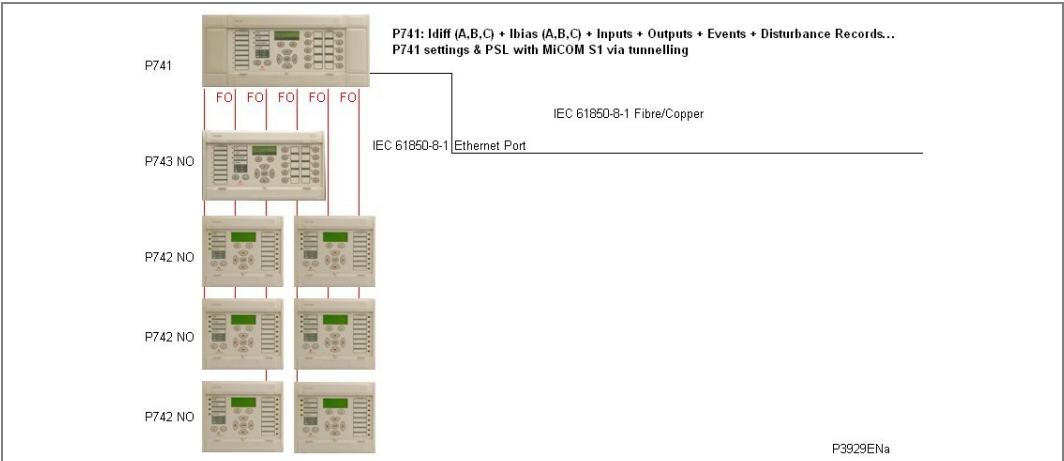 P741: Idiff (A,B,C) + Ibias (A,B,C) + Inputs + Outputs + Events + Disturbance Records...
P741 settings & PSL with MiCOM S1 via tunnelling
P741
FO FO FO FO FO
IEC 61850-8-1 Fibre/Copper
IEC 61850-8-1 Ethernet Port
P743 NO
P742 NO
P742 NO
P742 NO
P3929ENa